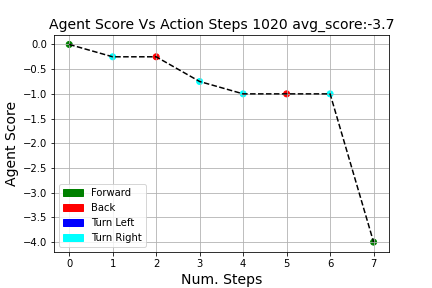 Agent Score Vs Action Steps 1020 avg_score:-3.7
Agent Score
0.0
−0.5
−1.0
−1.5
−2.0
−2.5
−3.0
−3.5
−4.0
Forward
Back
Turn Left
Turn Right
0 1 2 3 4 5 6 7
Num. Steps